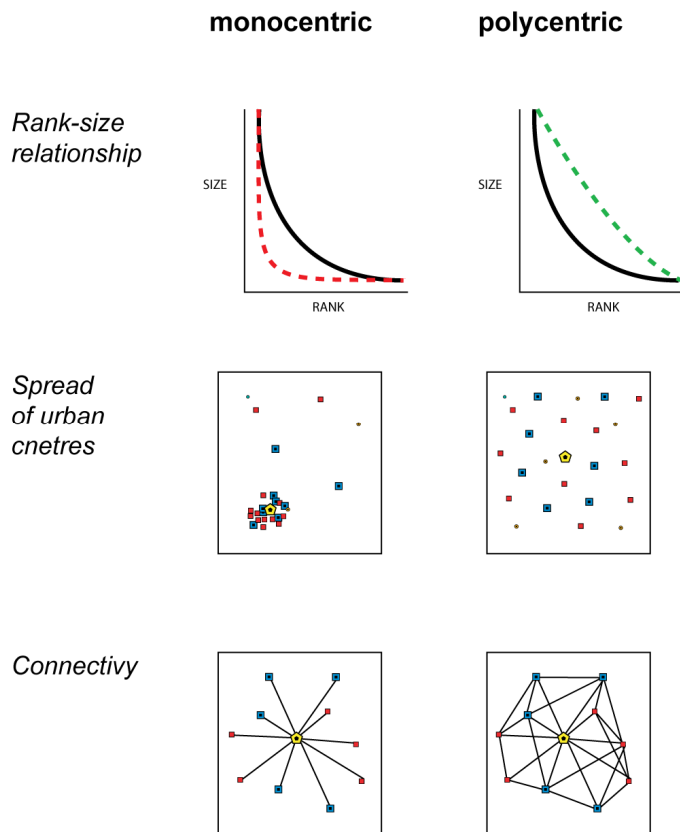 monocentric
polycentric
Rank-size
relationship
SIZE
RANK
SIZE
RANK
Spread
of urban
cnetres
Connectivy